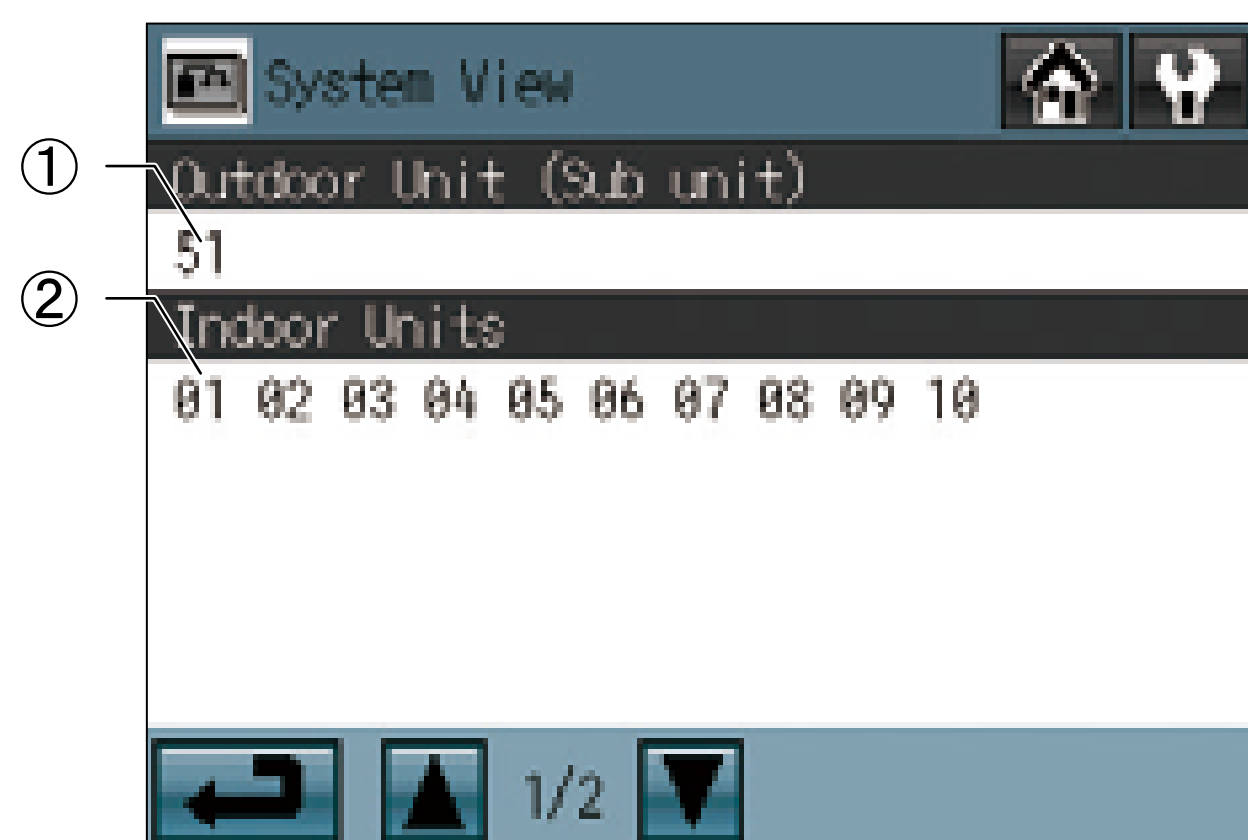 System View
① Outdoor Unit (Sub unit)
51
② Indoor Units
01 02 03 04 05 06 07 08 09 10
1/2